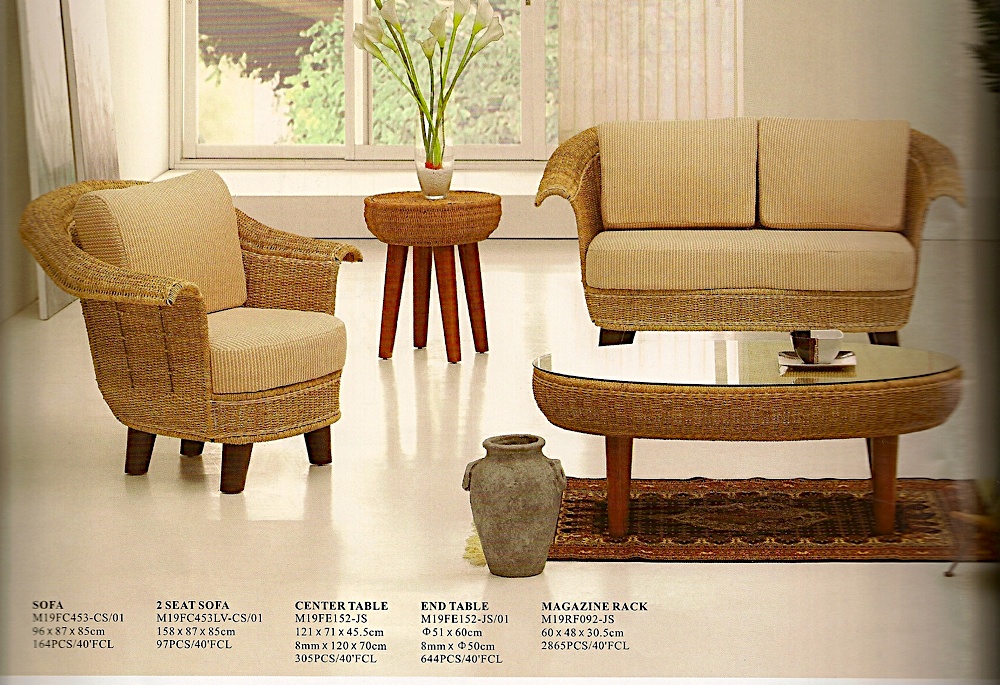 SOFA
M19FC453-CS/01
96 x 87 x 85cm
164PCS/40'FCL
2 SEAT SOFA
M19FC453LV-CS/01
158 x 87 x 85cm
97PCS/40'FCL
CENTER TABLE
M19FE152-JS
121 x 71 x 45.5cm
8mm x 120 x 70cm
305PCS/40'FCL
END TABLE
M19FE152-JS/01
Φ51 x 60cm
8mm x Φ50cm
644PCS/40'FCL
MAGAZINE RACK
M19RF092-JS
60 x 48 x 30.5cm
2865PCS/40'FCL